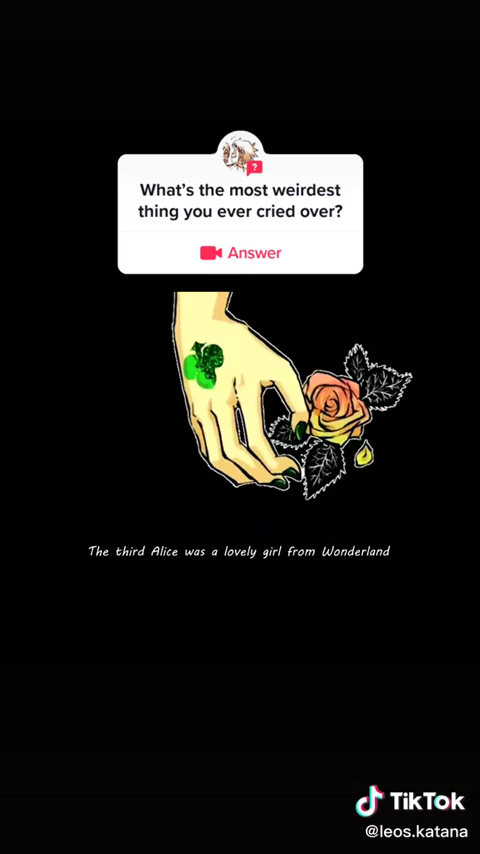 What's the most weirdest
thing you ever cried over?
Answer
The third Alice was a lovely girl from Wonderland
TikTok
@leos.katana